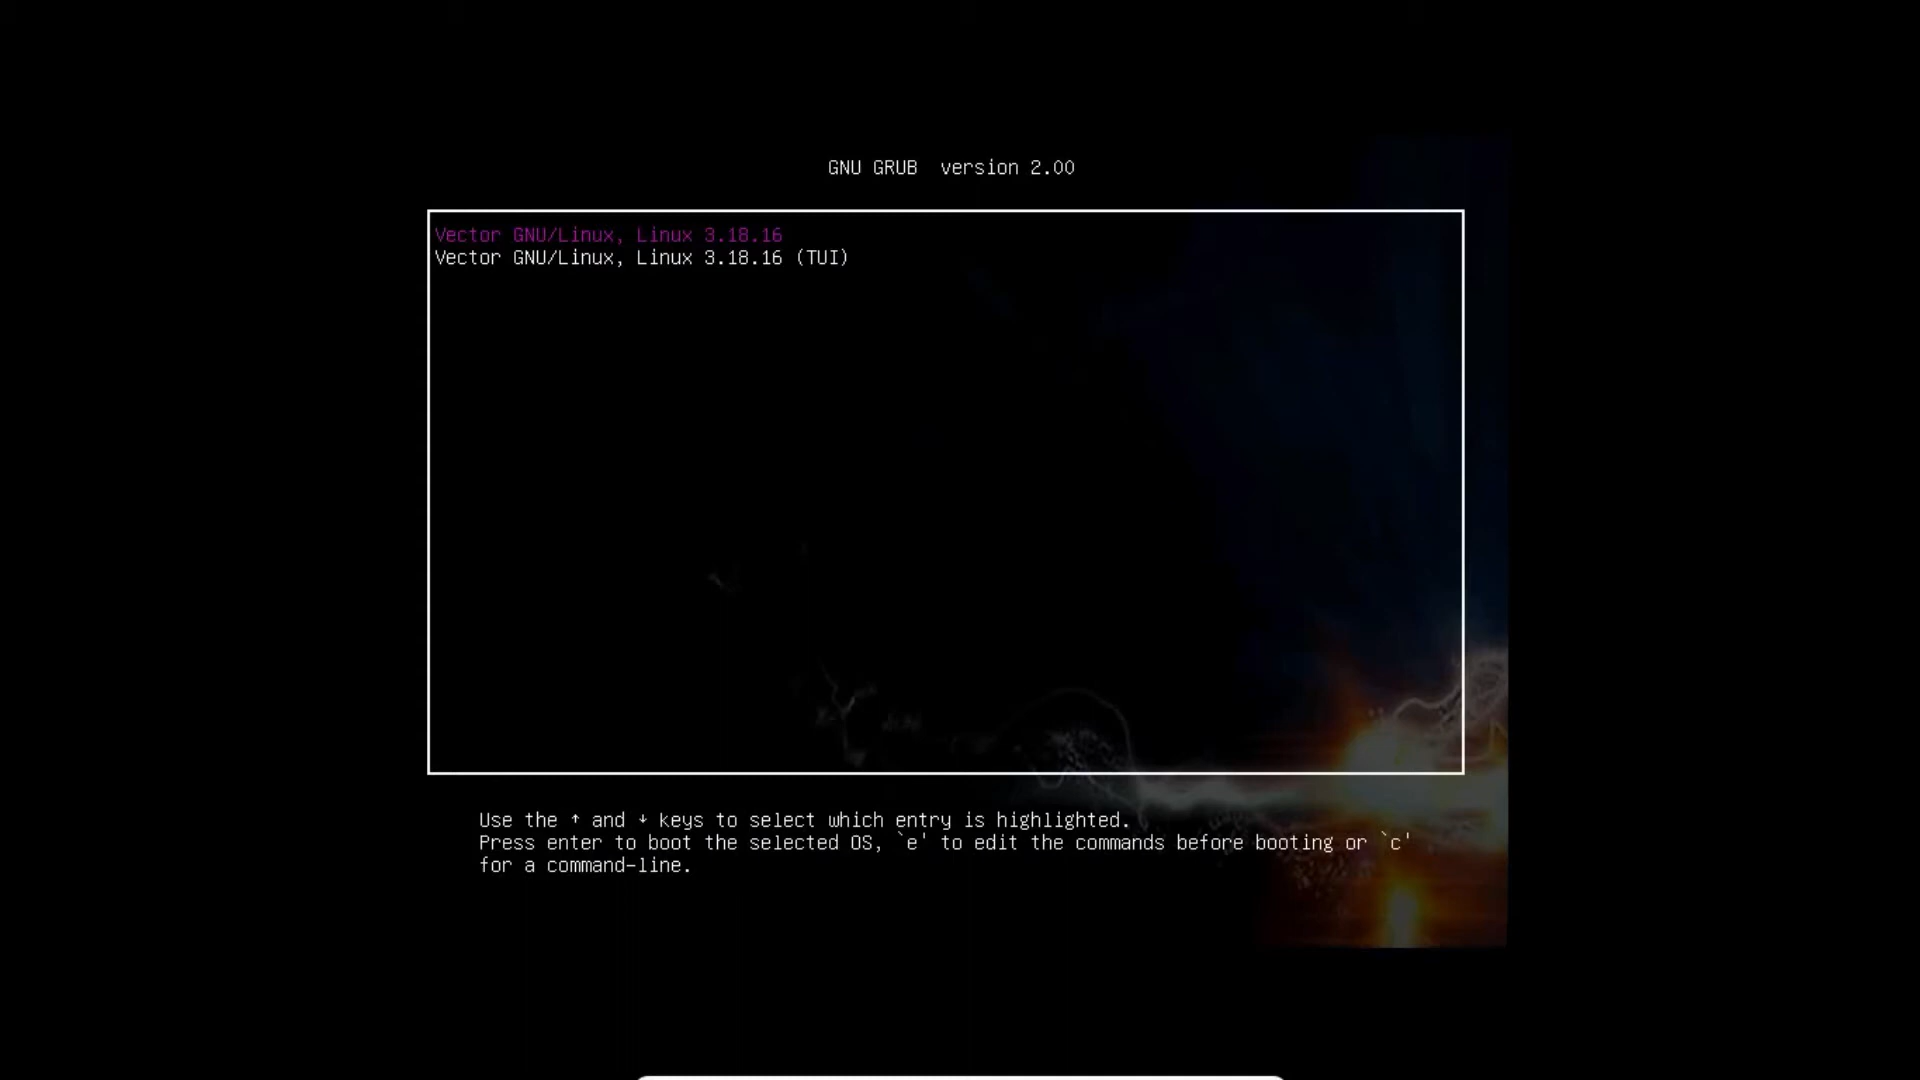 GNU GRUB  version 2.00
Vector GNU/Linux, Linux 3.18.16
Vector GNU/Linux, Linux 3.18.16 (TUI)
Use the ↑ and ↓ keys to select which entry is highlighted.
Press enter to boot the selected OS, `e' to edit the commands before booting or `c'
for a command-line.